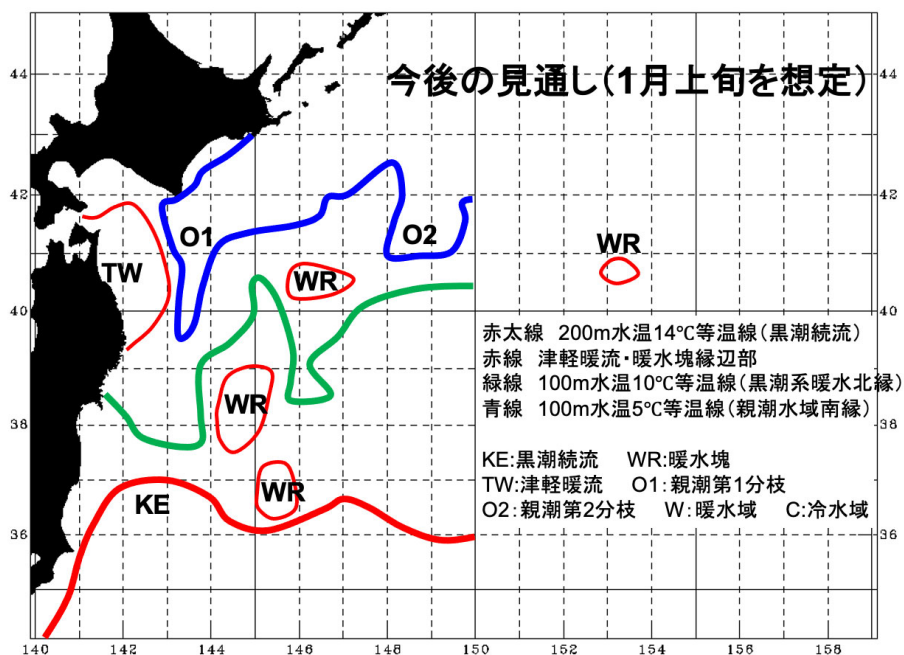 今後の見通し(1月上旬を想定)
44
44
42
42
O1
O2
WR
TW
WR
40
40
赤太線 200m水温14℃等温線(黒潮続流)
赤線 津軽暖流・暖水塊縁辺部
緑線 100m水温10℃等温線(黒潮系暖水北縁)
青線 100m水温5℃等温線(親潮水域南縁)
WR
38
38
KE:黒潮続流 WR:暖水塊
TW:津軽暖流 O1:親潮第1分枝
O2:親潮第2分枝 W:暖水域 C:冷水域
KE
WR
36
36
140 142 144 146 148 150 152 154 156 158